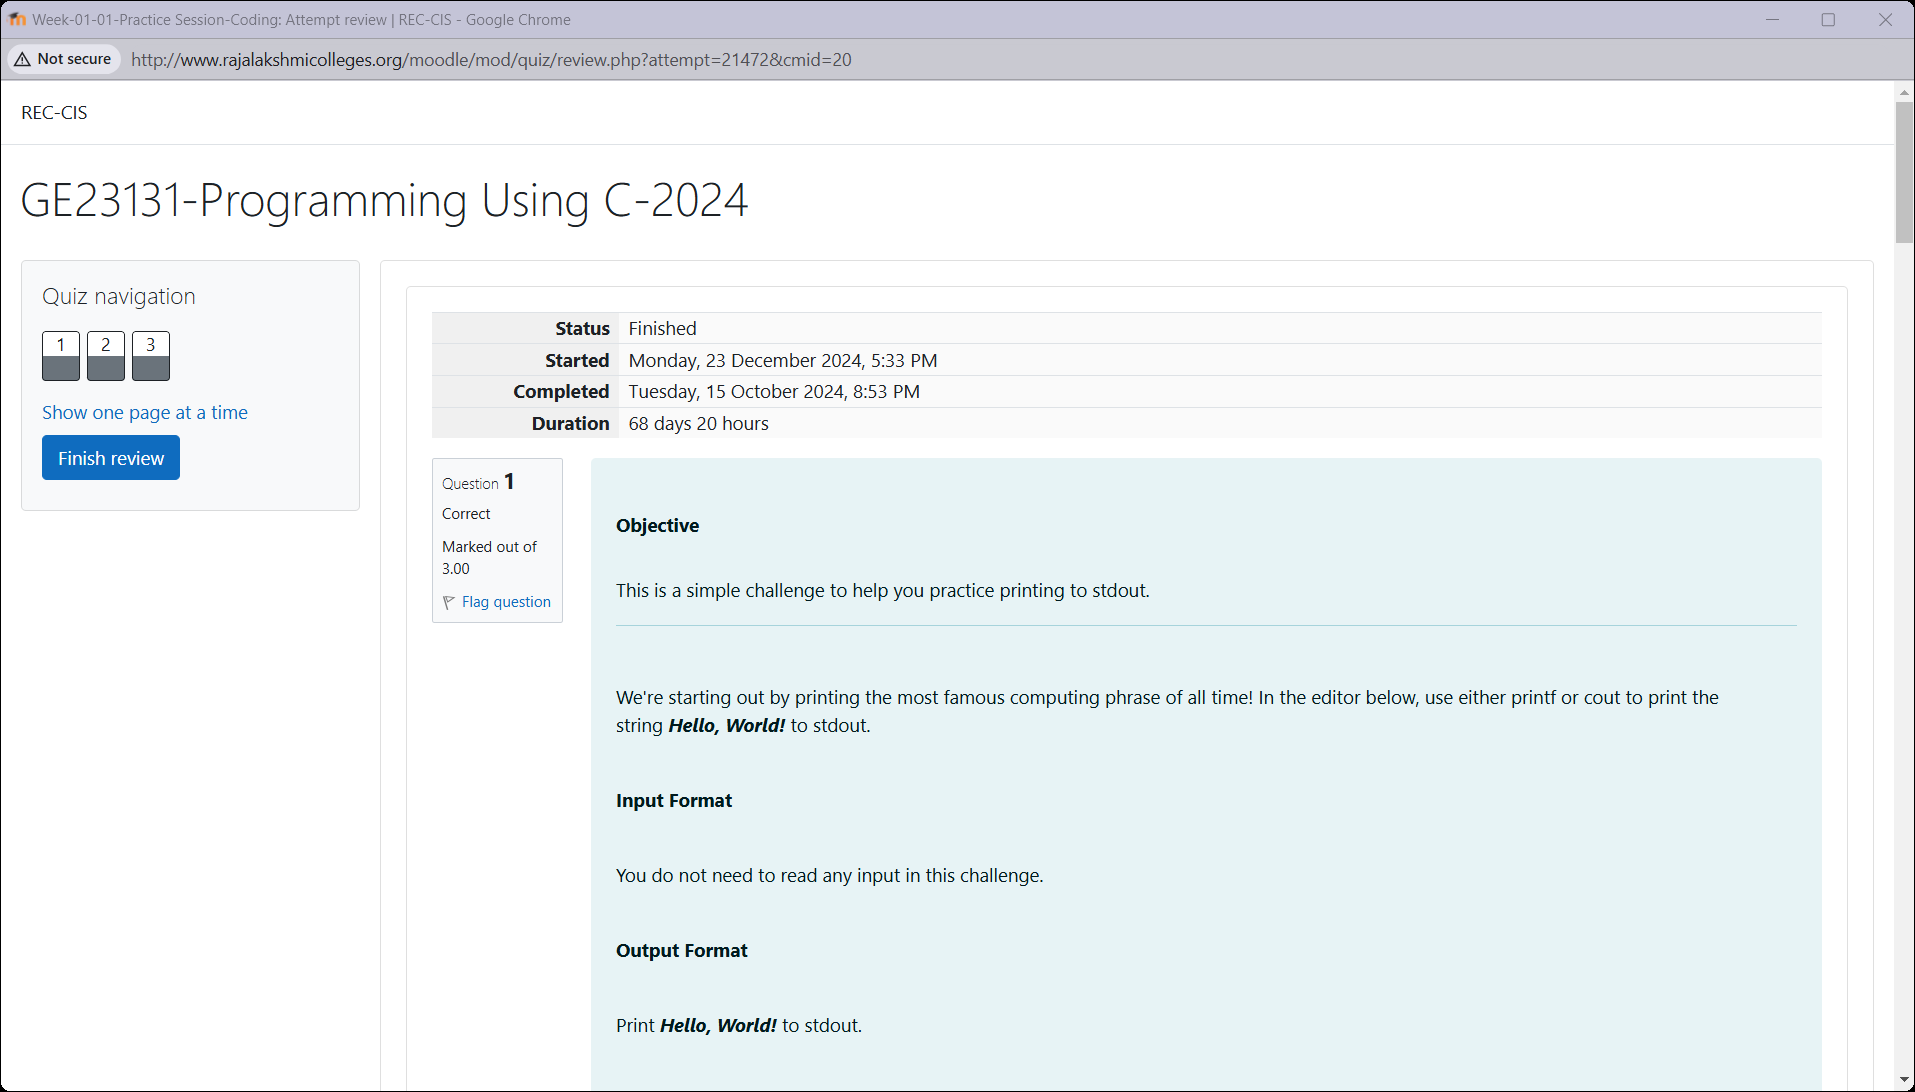 Week-01-01-Practice Session-Coding: Attempt review | REC-CIS - Google Chrome
Not secure http://www.rajalakshmicolleges.org/moodle/mod/quiz/review.php?attempt=21472&cmid=20
REC-CIS
GE23131-Programming Using C-2024
Quiz navigation
1 2 3
Show one page at a time
Finish review
Status Finished
Started Monday, 23 December 2024, 5:33 PM
Completed Tuesday, 15 October 2024, 8:53 PM
Duration 68 days 20 hours
Question 1
Correct
Marked out of
3.00
Flag question
Objective
This is a simple challenge to help you practice printing to stdout.
We're starting out by printing the most famous computing phrase of all time! In the editor below, use either printf or cout to print the
string Hello, World! to stdout.
Input Format
You do not need to read any input in this challenge.
Output Format
Print Hello, World! to stdout.